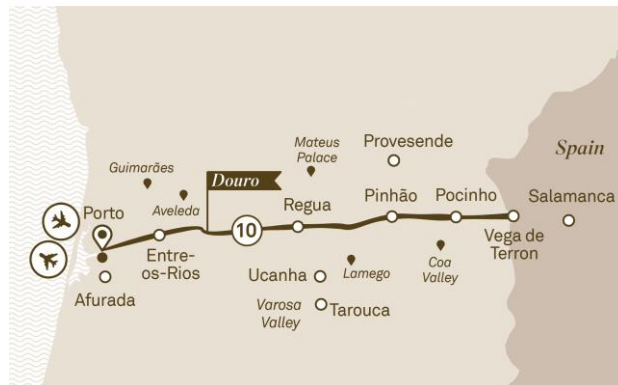 Provesende
Mateus
Palace
Spain
Guimarães
Douro
Aveleda
Porto
Regua
Pinhão
Pocinho
Salamanca
10
Entre-
os-Rios
Vega de
Terron
Afurada
Ucanha
Lamego
Coa
Valley
Varosa
Valley
Tarouca